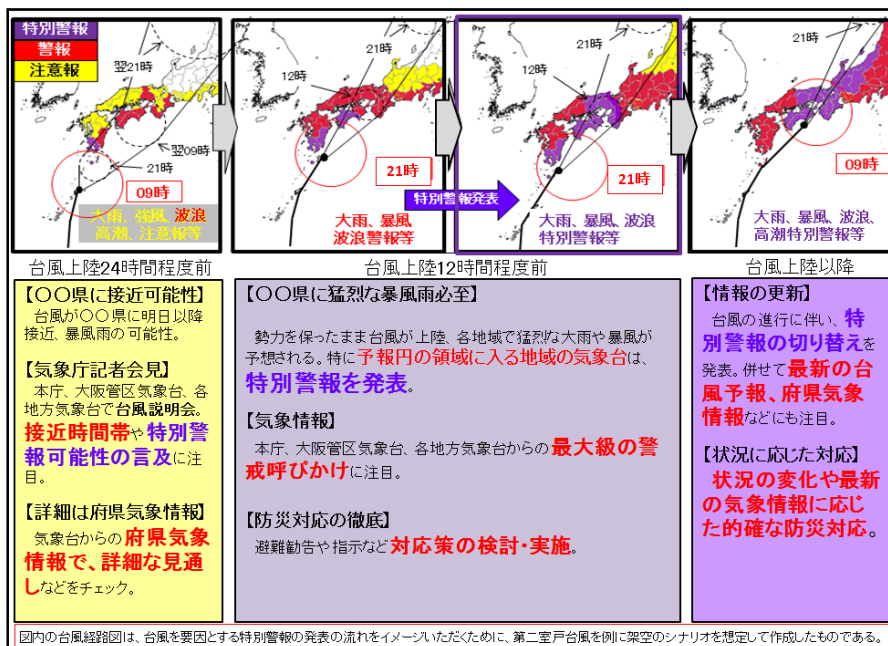 特別警報
警報
注意報
翌21時
翌09時
21時
09時
大雨、強風、波浪
高潮、注意報等
21時
12時
21時
大雨、暴風
波浪警報等
特別警報発表
21時
12時
21時
大雨、暴風、波浪
特別警報等
21時
09時
大雨、暴風、波浪、
高潮特別警報等
台風上陸24時間程度前
台風上陸12時間程度前
台風上陸以降
【〇〇県に接近可能性】
台風が〇〇県に明日以降
接近、暴風雨の可能性。
【気象庁記者会見】
本庁、大阪管区気象台、各
地方気象台で台風説明会。
接近時間帯や特別警
報可能性の言及に注
目。
【詳細は府県気象情報】
気象台からの府県気象
情報で、詳細な見通
しなどをチェック。
【〇〇県に猛烈な暴風雨必至】
勢力を保ったまま台風が上陸、各地域で猛烈な大雨や暴風が
予想される。特に予報円の領域に入る地域の気象台は、
特別警報を発表。
【気象情報】
本庁、大阪管区気象台、各地方気象台からの最大級の警
戒呼びかけに注目。
【防災対応の徹底】
避難勧告や指示など対応策の検討・実施。
【情報の更新】
台風の進行に伴い、特
別警報の切り替えを
発表。併せて最新の台
風予報、府県気象
情報などにも注目。
【状況に応じた対応】
状況の変化や最新
の気象情報に応じ
た的確な防災対応。
図内の台風経路図は、台風を要因とする特別警報の発表の流れをイメージいただくために、第二室戸台風を例に架空のシナリオを想定して作成したものである。